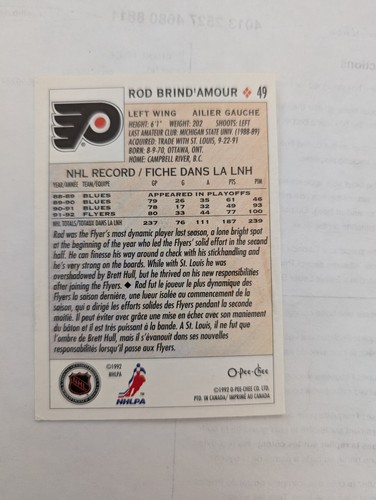 ROD BRIND'AMOUR 49
LEFT WING AILIER GAUCHE
HEIGHT: 6'1" WEIGHT: 202 SHOOTS: LEFT
LAST AMATEUR CLUB: MICHIGAN STATE UNIV. (1988-89)
ACQUIRED: TRADE WITH ST. LOUIS, 9-22-91
BORN: 8-9-70, OTTAWA, ONT.
HOME: CAMPBELL RIVER, B.C.
NHL RECORD / FICHE DANS LA LNH
YEAR/ANNÉE TEAM/ÉQUIPE GP G A PTS PIM
88-89 BLUES APPEARED IN PLAYOFFS
89-90 BLUES 79 26 35 61 46
90-91 BLUES 78 17 32 49 93
91-92 FLYERS 80 33 44 77 100
NHL TOTALS/TOTAUX DANS LA LNH 237 76 111 187 239
Rod was the Flyer's most dynamic player last season, a lone bright spot
at the beginning of the year who led the Flyers' solid effort in the second
half. He can finesse his way around a check with his stickhandling and
he's very strong on the boards. While with St. Louis he was
overshadowed by Brett Hull, but he thrived on his new responsibilities
after joining the Flyers. ◆ Rod fut le joueur le plus dynamique des
Flyers la saison dernière, une lueur isolée au commencement de la
saison, qui a dirigé les efforts solides des Flyers pendant la seconde
moitié. Il peut éviter avec grâce une mise en échec avec son maniement
du bâton et il est très puissant à la bande. A St. Louis, il ne fut que
l'ombre de Brett Hull, mais il s'évanouit dans ses nouvelles
responsabilités lorsqu'il passe aux Flyers.
NHL
©1992
NHLPA
NHLPA
O-Pee-Chee
©1992 O-PEE-CHEE CO. LTD.
PTD. IN CANADA/ IMPRIMÉ AU CANADA